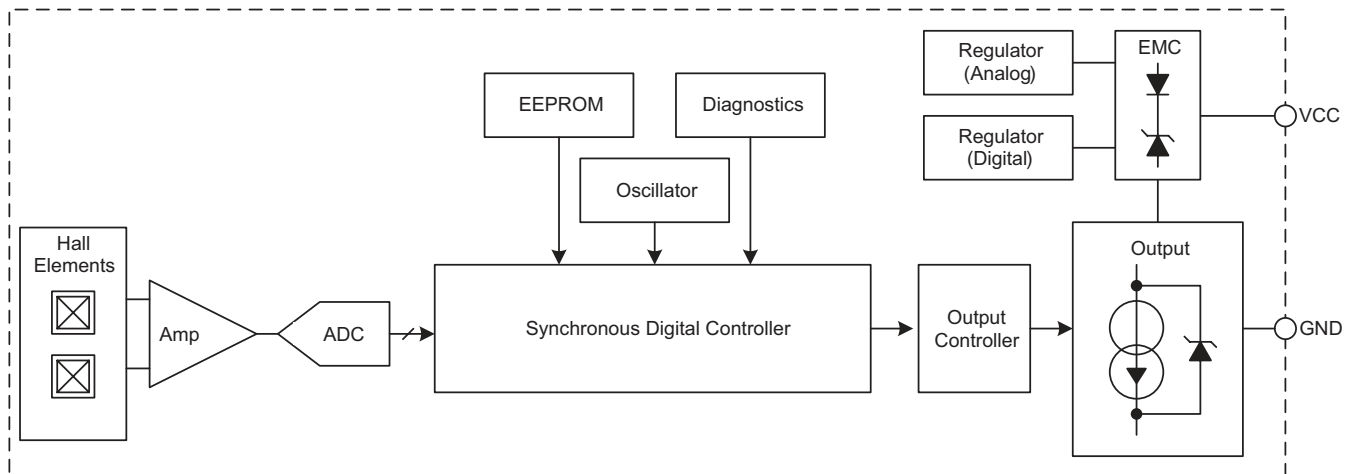 Regulator
(Analog)
EMC
EEPROM
Diagnostics
VCC
Regulator
(Digital)
Oscillator
Hall
Elements
Output
Amp
ADC
Synchronous Digital Controller
Output
Controller
GND